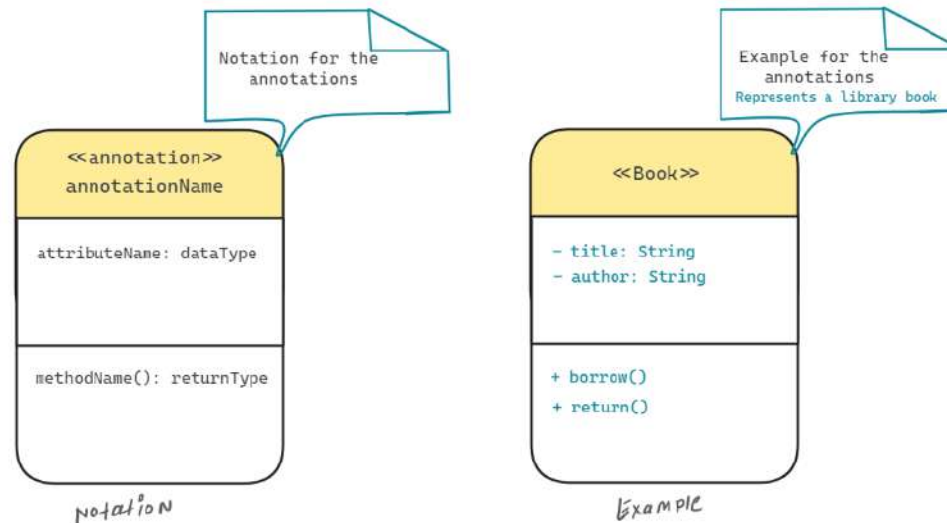 Notation for the
annotations
<<annotation>>
annotationName
attributeName: dataType
methodName(): returnType
Notation
Example for the
annotations
Represents a library book
<<Book>>
- title: String
- author: String
+ borrow()
+ return()
Example